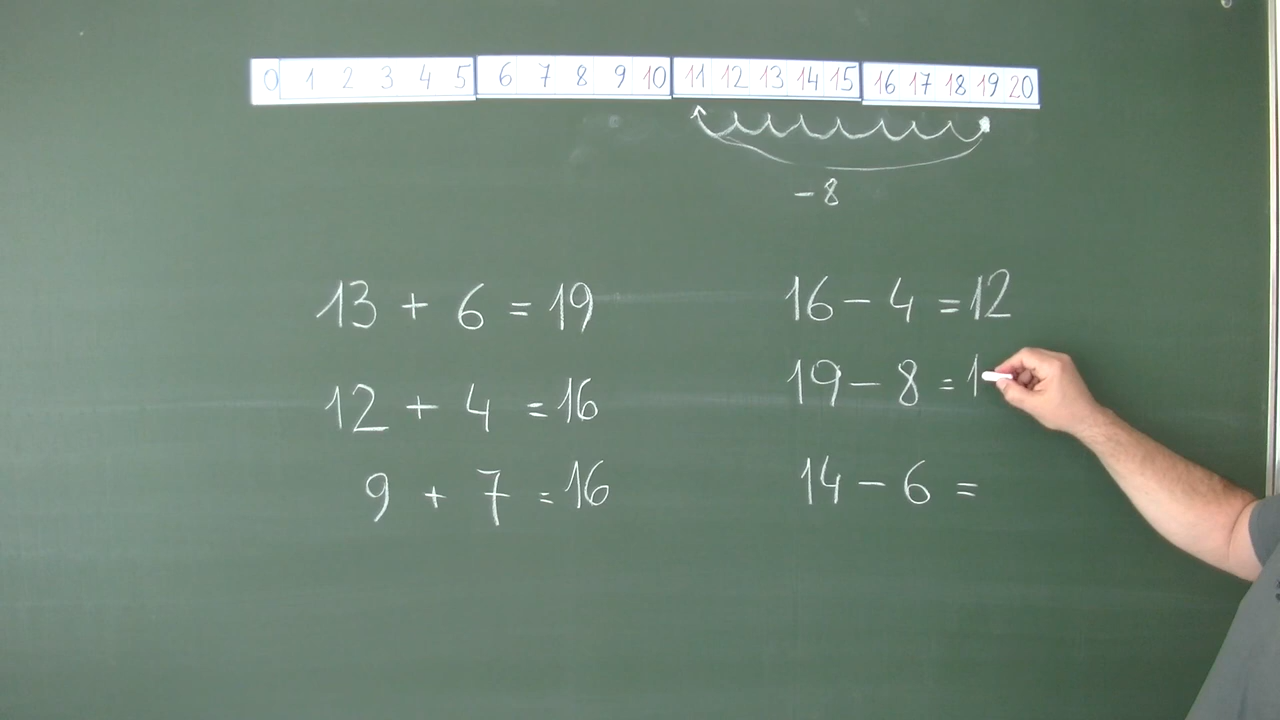 0 1 2 3 4 5 6 7 8 9 10 11 12 13 14 15 16 17 18 19 20
-8
13 + 6 = 19
12 + 4 = 16
9 + 7 = 16
16 - 4 = 12
19 - 8 = 1
14 - 6 =